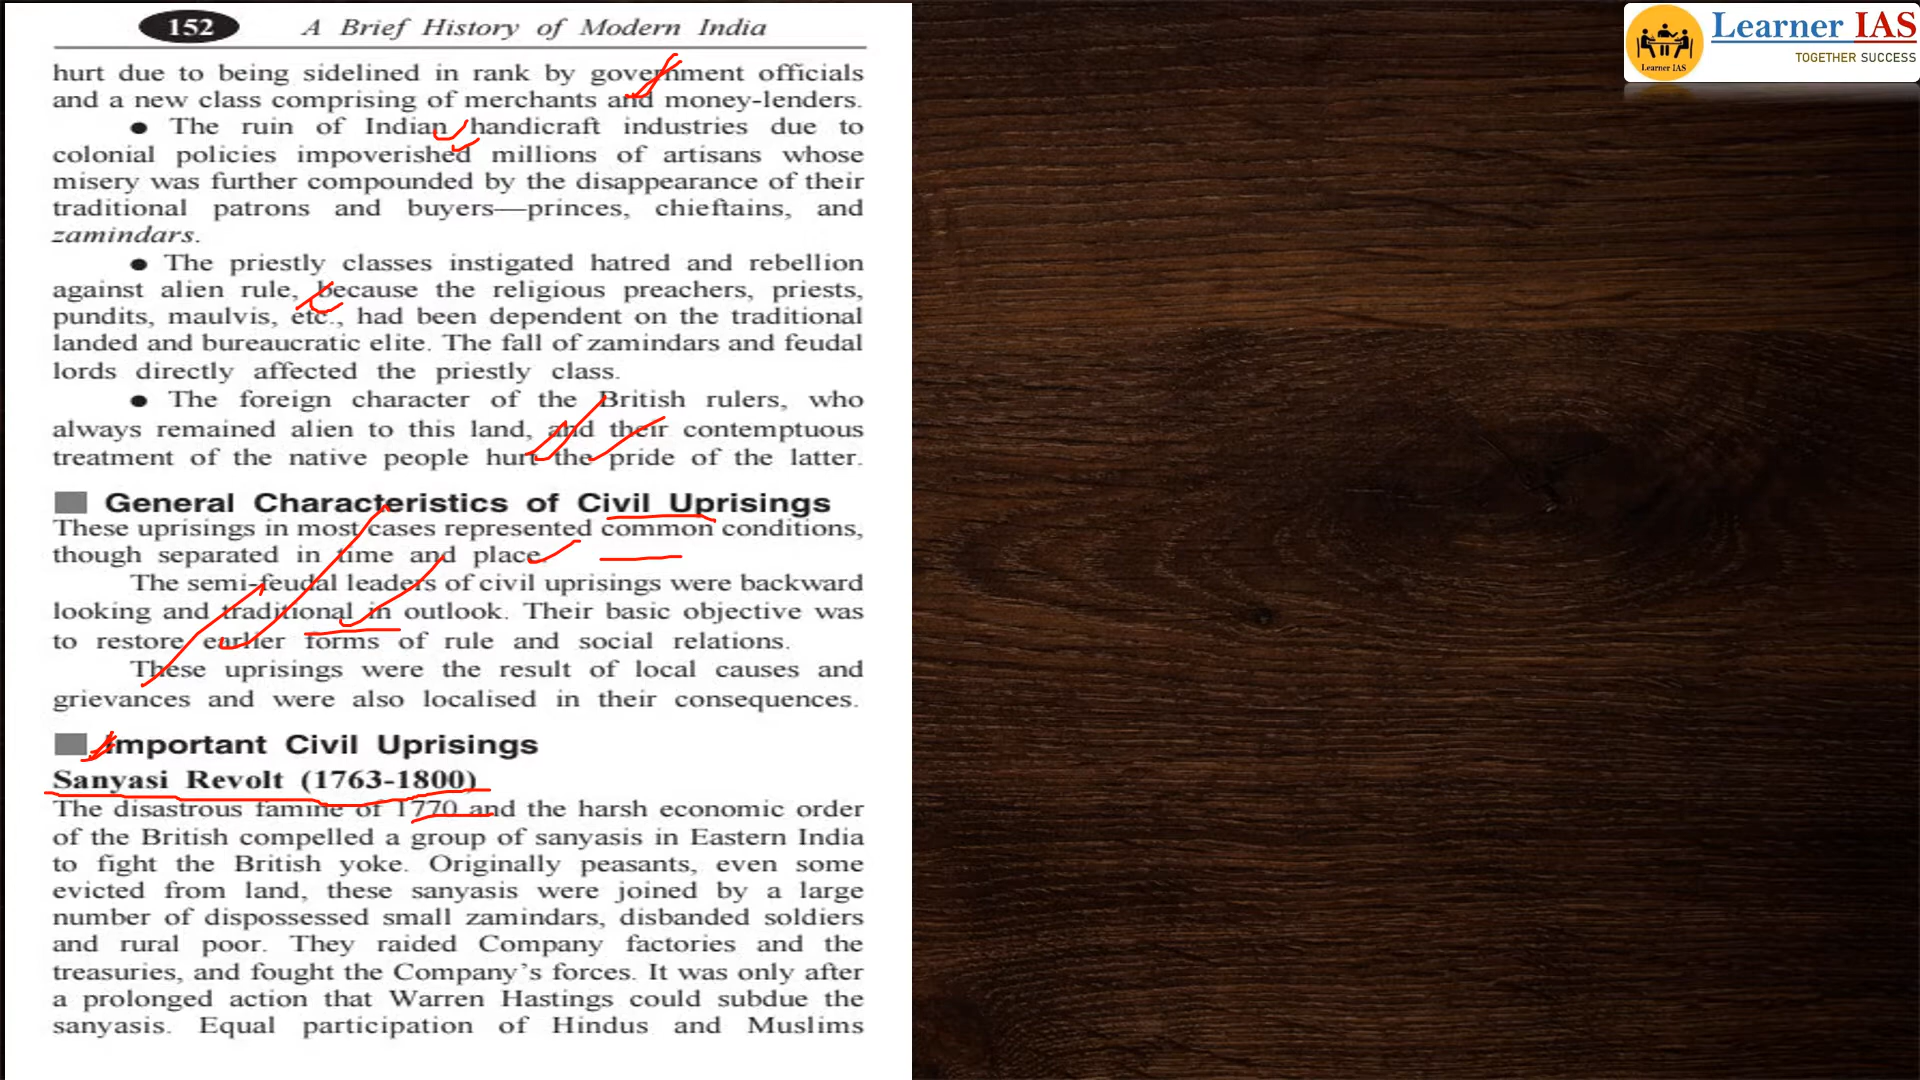 152 A Brief History of Modern India
hurt due to being sidelined in rank by government officials
and a new class comprising of merchants and money-lenders.
● The ruin of Indian handicraft industries due to
colonial policies impoverished millions of artisans whose
misery was further compounded by the disappearance of their
traditional patrons and buyers—princes, chieftains, and
zamindars.
● The priestly classes instigated hatred and rebellion
against alien rule, because the religious preachers, priests,
pundits, maulvis, etc., had been dependent on the traditional
landed and bureaucratic elite. The fall of zamindars and feudal
lords directly affected the priestly class.
● The foreign character of the British rulers, who
always remained alien to this land, and their contemptuous
treatment of the native people hurt the pride of the latter.
General Characteristics of Civil Uprisings
These uprisings in most cases represented common conditions,
though separated in time and place.
The semi-feudal leaders of civil uprisings were backward
looking and traditional in outlook. Their basic objective was
to restore earlier forms of rule and social relations.
These uprisings were the result of local causes and
grievances and were also localised in their consequences.
Important Civil Uprisings
Sanyasi Revolt (1763-1800)
The disastrous famine of 1770 and the harsh economic order
of the British compelled a group of sanyasis in Eastern India
to fight the British yoke. Originally peasants, even some
evicted from land, these sanyasis were joined by a large
number of dispossessed small zamindars, disbanded soldiers
and rural poor. They raided Company factories and the
treasuries, and fought the Company's forces. It was only after
a prolonged action that Warren Hastings could subdue the
sanyasis. Equal participation of Hindus and Muslims
Learner IAS
TOGETHER SUCCESS
Learner IAS